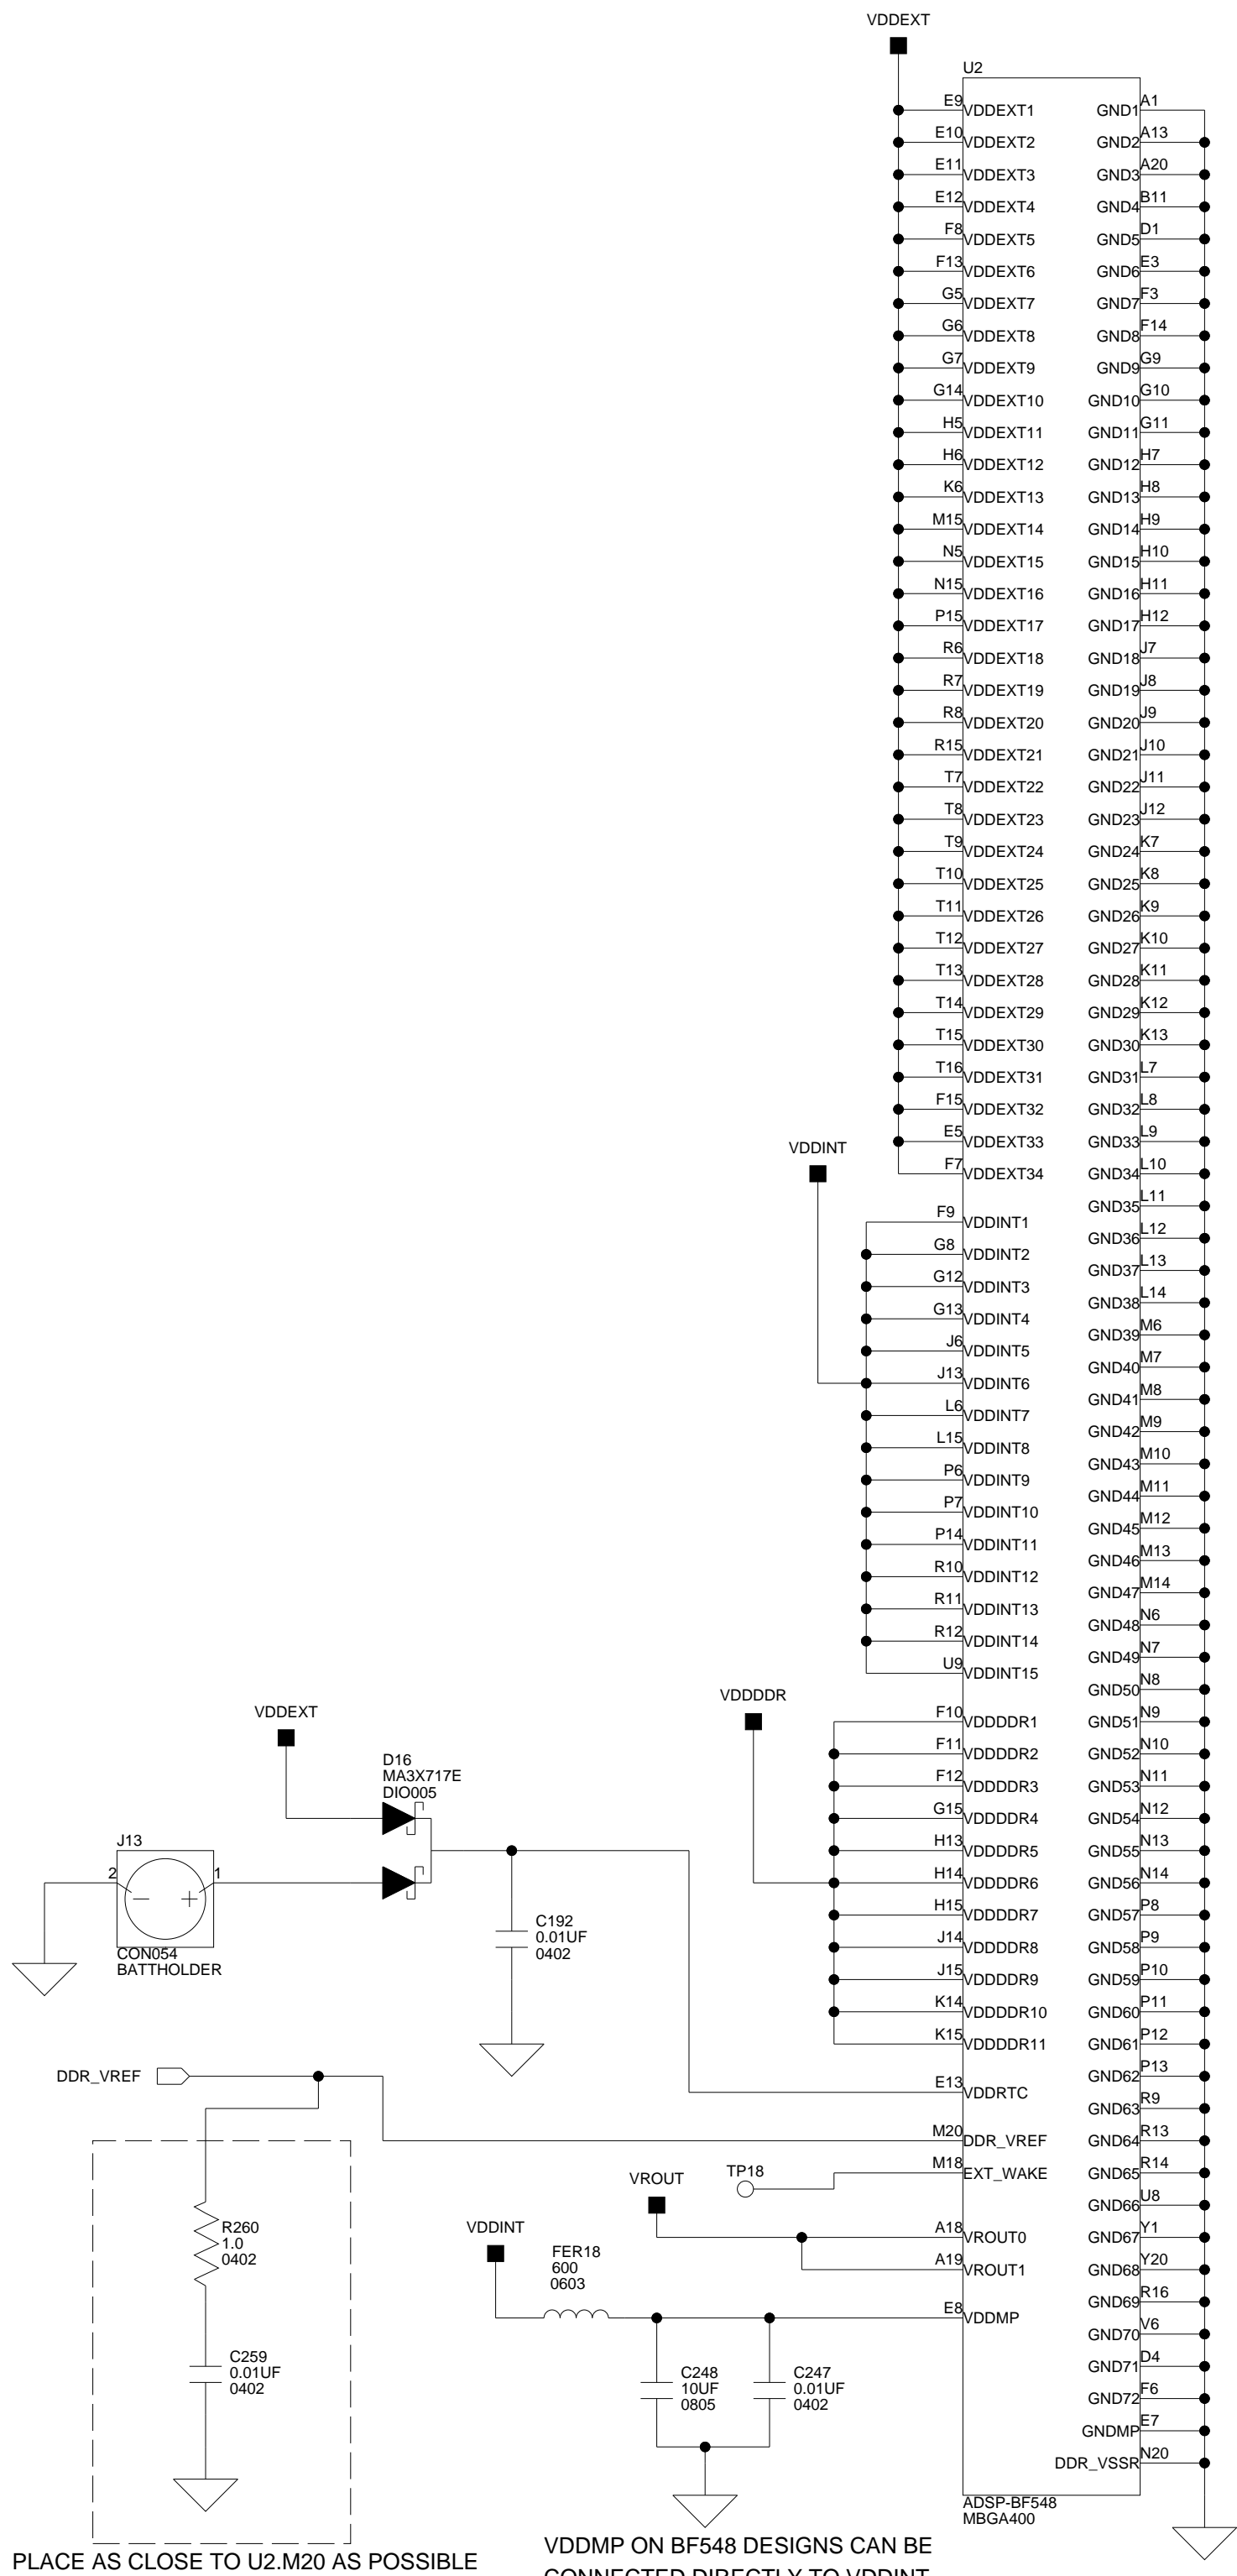 VDDEXT
U2
E9 VDDEXT1 GND1 A1
E10 VDDEXT2 GND2 A13
E11 VDDEXT3 GND3 A20
E12 VDDEXT4 GND4 B11
F8 VDDEXT5 GND5 D1
F13 VDDEXT6 GND6 E3
G5 VDDEXT7 GND7 F3
G6 VDDEXT8 GND8 F14
G7 VDDEXT9 GND9 G9
G14 VDDEXT10 GND10 G10
H5 VDDEXT11 GND11 G11
H6 VDDEXT12 GND12 H7
K6 VDDEXT13 GND13 H8
M15 VDDEXT14 GND14 H9
N5 VDDEXT15 GND15 H10
N15 VDDEXT16 GND16 H11
P15 VDDEXT17 GND17 H12
R6 VDDEXT18 GND18 J7
R7 VDDEXT19 GND19 J8
R8 VDDEXT20 GND20 J9
R15 VDDEXT21 GND21 J10
T7 VDDEXT22 GND22 J11
T8 VDDEXT23 GND23 J12
T9 VDDEXT24 GND24 K7
T10 VDDEXT25 GND25 K8
T11 VDDEXT26 GND26 K9
T12 VDDEXT27 GND27 K10
T13 VDDEXT28 GND28 K11
T14 VDDEXT29 GND29 K12
T15 VDDEXT30 GND30 K13
T16 VDDEXT31 GND31 L7
F15 VDDEXT32 GND32 L8
E5 VDDEXT33 GND33 L9
VDDINT
F7 VDDEXT34 GND34 L10
GND35 L11
F9 VDDINT1
GND36 L12
G8 VDDINT2
GND37 L13
G12 VDDINT3
GND38 L14
G13 VDDINT4
GND39 M6
J6 VDDINT5
GND40 M7
J13 VDDINT6
GND41 M8
L6 VDDINT7
GND42 M9
L15 VDDINT8
GND43 M10
P6 VDDINT9
GND44 M11
P7 VDDINT10
GND45 M12
P14 VDDINT11
GND46 M13
R10 VDDINT12
GND47 M14
R11 VDDINT13
GND48 N6
R12 VDDINT14
GND49 N7
U9 VDDINT15
GND50 N8
VDDDDR
F10 VDDDDR1 GND51 N9
F11 VDDDDR2 GND52 N10
F12 VDDDDR3 GND53 N11
G15 VDDDDR4 GND54 N12
H13 VDDDDR5 GND55 N13
H14 VDDDDR6 GND56 N14
H15 VDDDDR7 GND57 P8
J14 VDDDDR8 GND58 P9
J15 VDDDDR9 GND59 P10
K14 VDDDDR10 GND60 P11
K15 VDDDDR11 GND61 P12
GND62 P13
E13 VDDRTC
GND63 R9
M20 DDR_VREF GND64 R13
M18 EXT_WAKE GND65 R14
GND66 U8
A18 VROUT0 GND67 Y1
A19 VROUT1 GND68 Y20
GND69 R16
E8 VDDMP
GND70 V6
GND71 D4
GND72 F6
GNDMP E7
DDR_VSSR N20
ADSP-BF548
MBGA400
VDDEXT
D16
MA3X717E
DIO005
J13
2 1
CON054
BATTHOLDER
C192
0.01UF
0402
DDR_VREF
R260
1.0
0402
C259
0.01UF
0402
PLACE AS CLOSE TO U2.M20 AS POSSIBLE
TP18
VROUT
VDDINT
FER18
600
0603
C248
10UF
0805
C247
0.01UF
0402
VDDMP ON BF548 DESIGNS CAN BE
CONNECTED DIRECTLY TO VDDINT